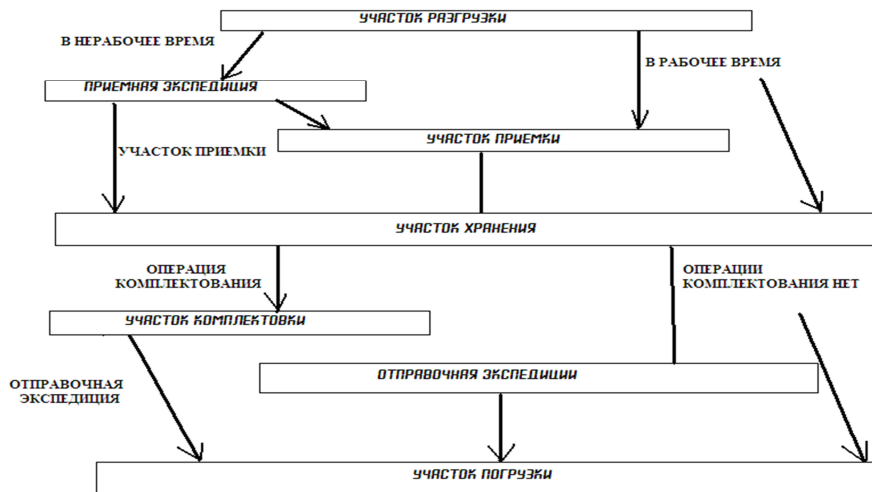 УЧАСТОК РАЗГРУЗКИ
В НЕРАБОЧЕЕ ВРЕМЯ
В РАБОЧЕЕ ВРЕМЯ
ПРИЕМНАЯ ЭКСПЕДИЦИЯ
УЧАСТОК ПРИЕМКИ
УЧАСТОК ПРИЕМКИ
УЧАСТОК ХРАНЕНИЯ
ОПЕРАЦИЯ
КОМПЛЕКТОВАНИЯ
ОПЕРАЦИИ
КОМПЛЕКТОВАНИЯ НЕТ
УЧАСТОК КОМПЛЕКТОВКИ
ОТПРАВОЧНАЯ ЭКСПЕДИЦИИ
ОТПРАВОЧНАЯ
ЭКСПЕДИЦИЯ
УЧАСТОК ПОГРУЗКИ